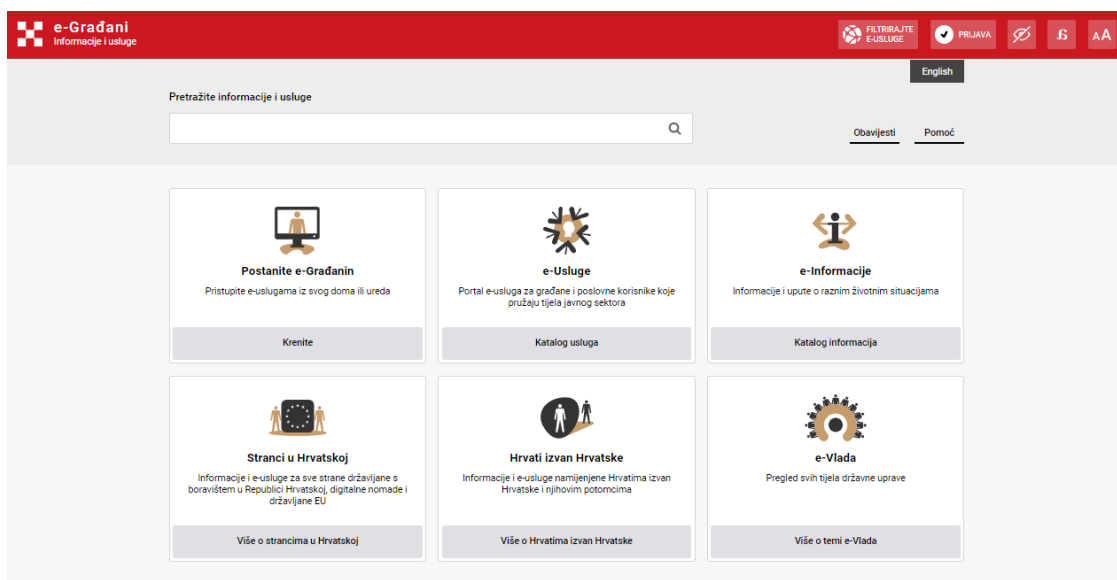 e-Građani
Informacije i usluge
FILTRIRAJTE
E-USLUGE
PRIJAVA
AA
English
Pretražite informacije i usluge
Obavijesti
Pomoć
Postanite e-Građanin
Pristupite e-uslugama iz svog doma ili ureda
Krenite
e-Usluge
Portal e-usluga za građane i poslovne korisnike koje
pružaju tijela javnog sektora
Katalog usluga
e-Informacije
Informacije i upute o raznim životnim situacijama
Katalog informacija
Stranci u Hrvatskoj
Informacije i e-usluge za sve strane državljane s
boravištem u Republici Hrvatskoj, digitalne nomade i
državljane EU
Više o strancima u Hrvatskoj
Hrvati izvan Hrvatske
Informacije i e-usluge namijenjene Hrvatima izvan
Hrvatske i njihovim potomcima
Više o Hrvatima izvan Hrvatske
e-Vlada
Pregled svih tijela državne uprave
Više o temi e-Vlada